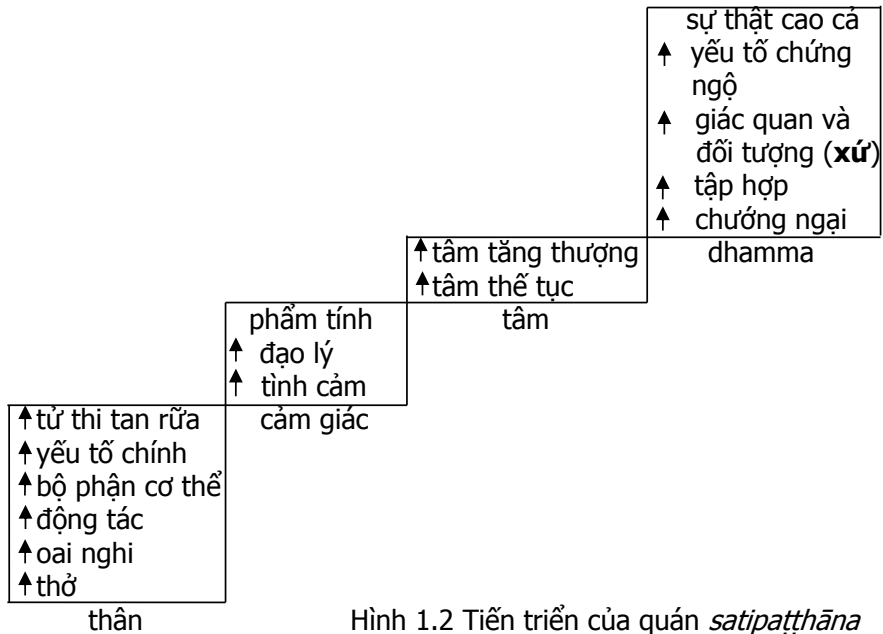 sự thật cao cả
yếu tố chứng
ngộ
giác quan và
đối tượng (xứ)
tập hợp
chướng ngại
dhamma
tâm tăng thượng
tâm thế tục
tâm
phẩm tính
đạo lý
tình cảm
cảm giác
tử thi tan rữa
yếu tố chính
bộ phận cơ thể
động tác
oai nghi
thở
thân
Hình 1.2 Tiến triển của quán satipaṭṭhāna